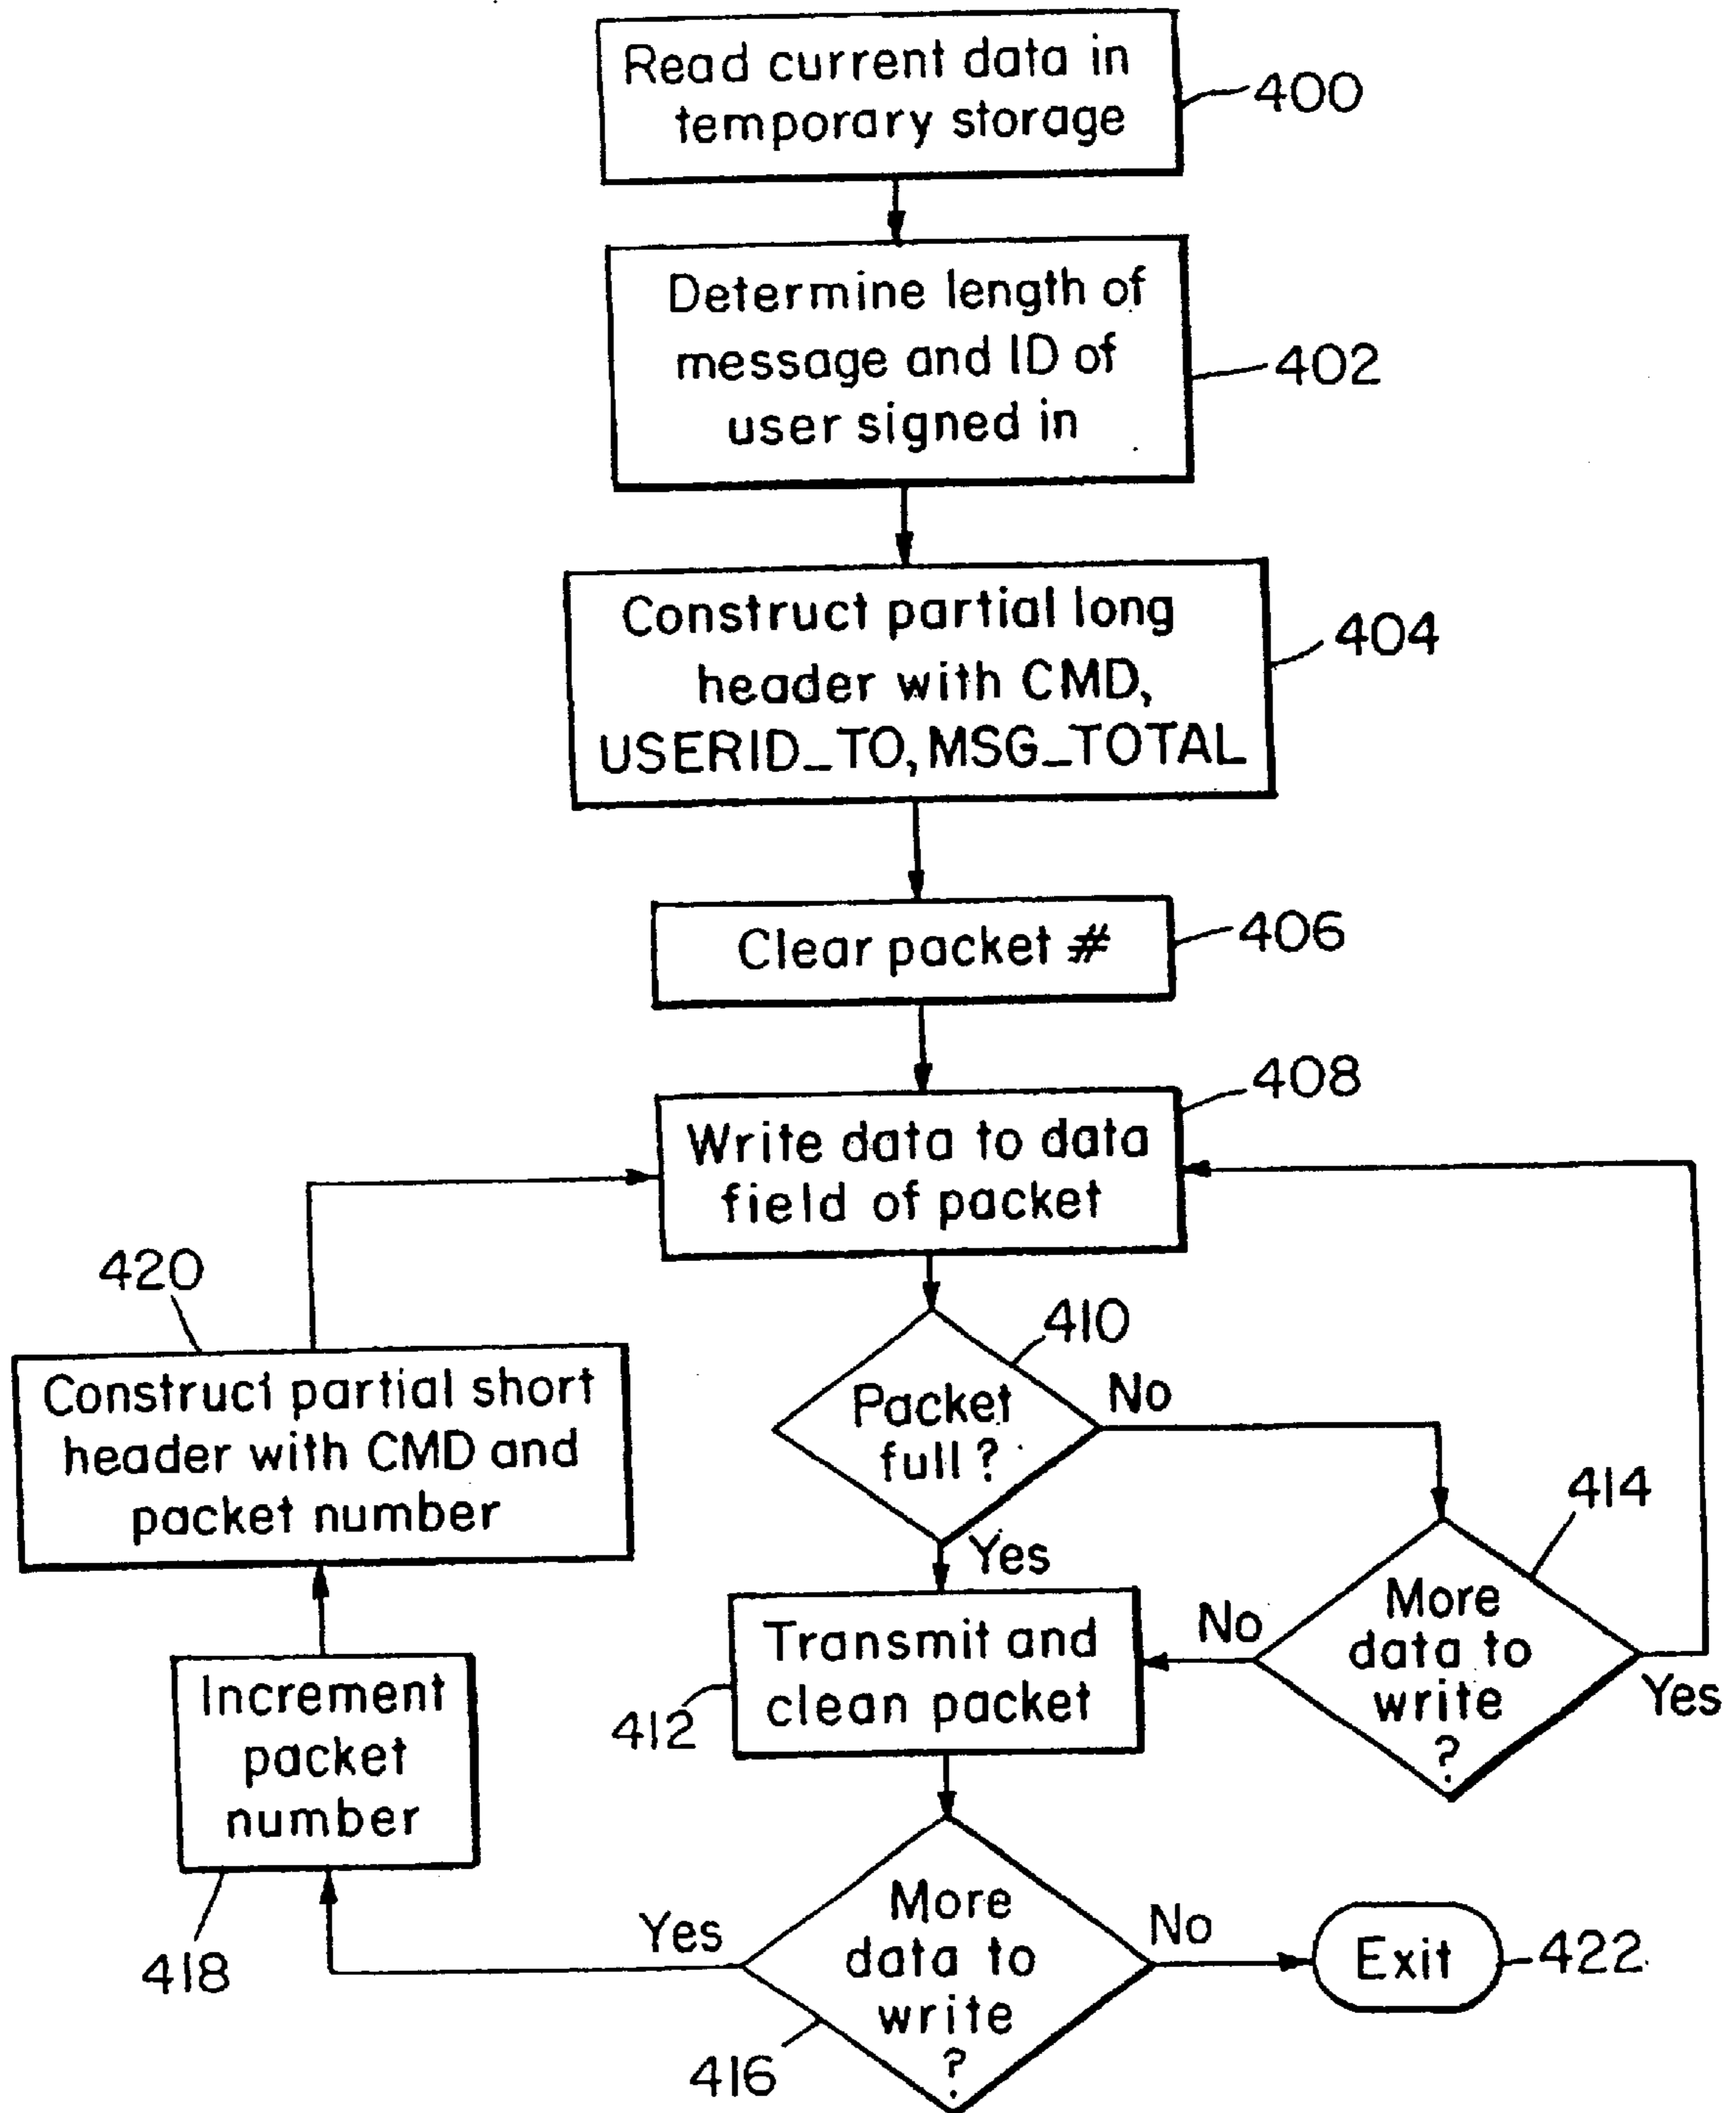 Read current data in
temporary storage
400
Determine length of
message and ID of
user signed in
402
Construct partial long
header with CMD,
USERID_TO, MSG_TOTAL
404
Clear packet #
406
Write data to data
field of packet
408
420
Construct partial short
header with CMD and
packet number
410
Packet
full?
No
Yes
414
More
data to
write
?
No
Yes
Transmit and
clean packet
412
Increment
packet
number
418
More
data to
write
?
416
Yes
No
Exit
422